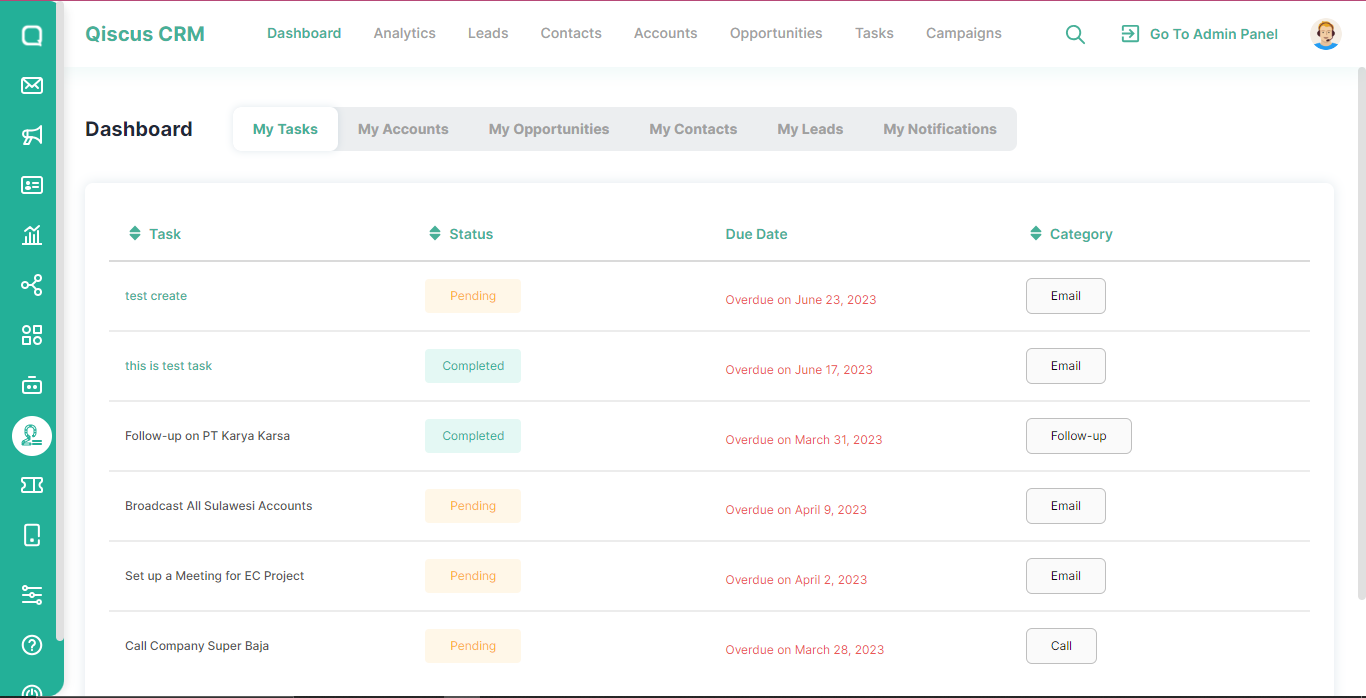 Qiscus CRM Dashboard Analytics Leads Contacts Accounts Opportunities Tasks Campaigns Go To Admin Panel
Dashboard My Tasks My Accounts My Opportunities My Contacts My Leads My Notifications
Task Status Due Date Category
test create Pending Overdue on June 23, 2023 Email
this is test task Completed Overdue on June 17, 2023 Email
Follow-up on PT Karya Karsa Completed Overdue on March 31, 2023 Follow-up
Broadcast All Sulawesi Accounts Pending Overdue on April 9, 2023 Email
Set up a Meeting for EC Project Pending Overdue on April 2, 2023 Email
Call Company Super Baja Pending Overdue on March 28, 2023 Call